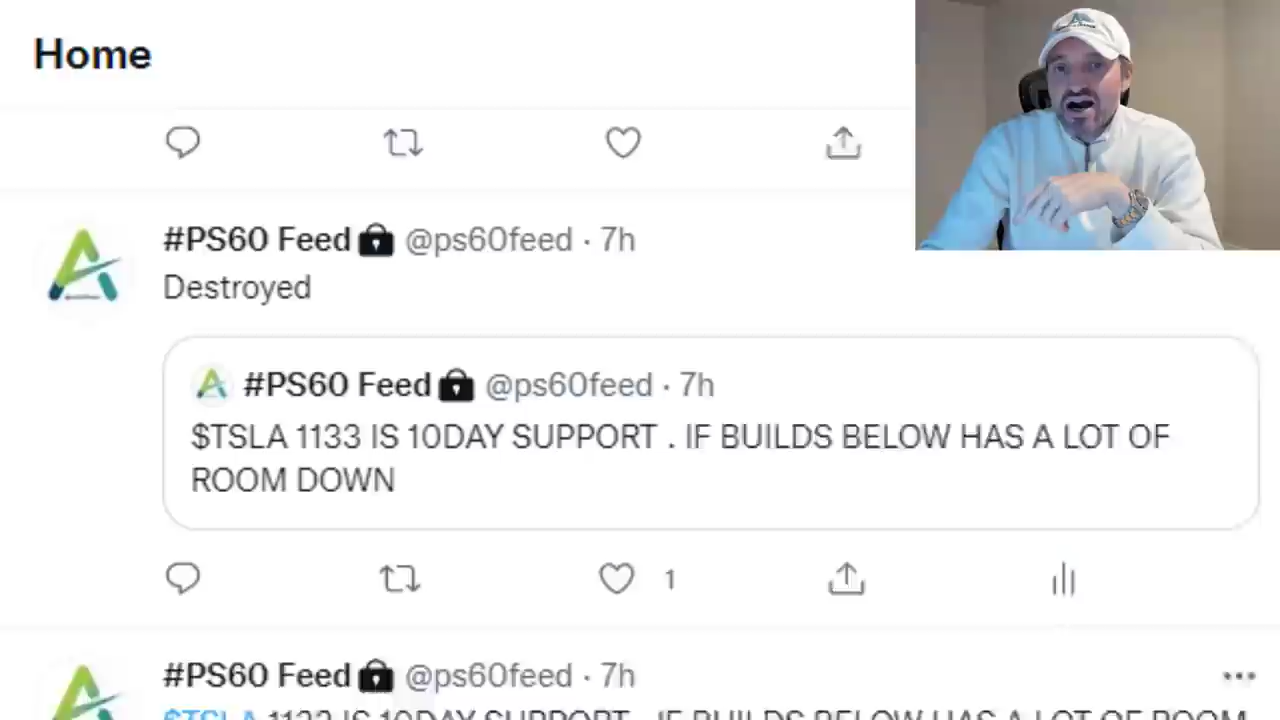 Home
#PS60 Feed @ps60feed · 7h
Destroyed
#PS60 Feed @ps60feed · 7h
$TSLA 1133 IS 10DAY SUPPORT . IF BUILDS BELOW HAS A LOT OF
ROOM DOWN
1
#PS60 Feed @ps60feed · 7h
$TSLA 1133 IS 10DAY SUPPORT . IF BUILDS BELOW HAS A LOT OF ROOM